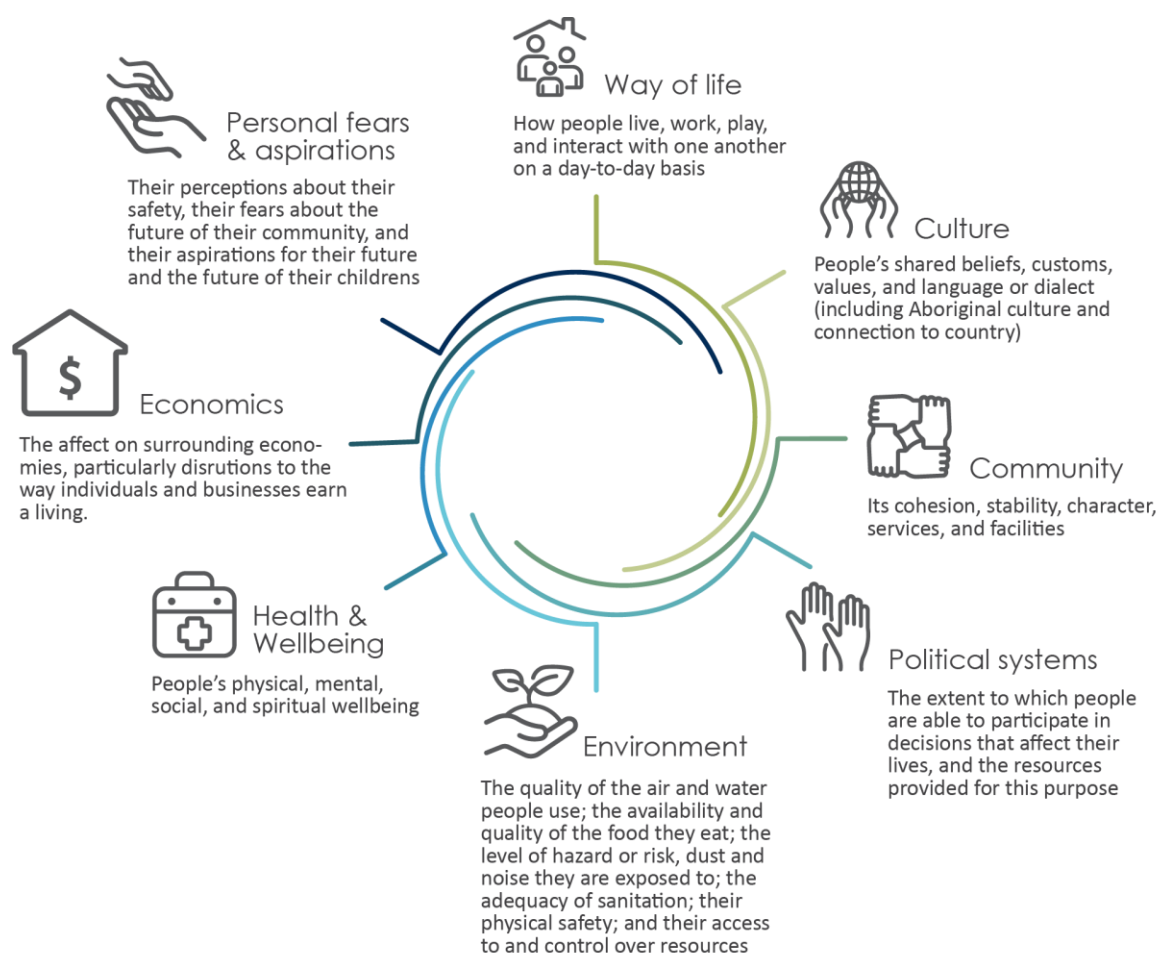 Way of life
How people live, work, play,
and interact with one another
on a day-to-day basis
Culture
People's shared beliefs, customs,
values, and language or dialect
(including Aboriginal culture and
connection to country)
Community
Its cohesion, stability, character,
services, and facilities
Political systems
The extent to which people
are able to participate in
decisions that affect their
lives, and the resources
provided for this purpose
Environment
The quality of the air and water
people use; the availability and
quality of the food they eat; the
level of hazard or risk, dust and
noise they are exposed to; the
adequacy of sanitation; their
physical safety; and their access
to and control over resources
Health &
Wellbeing
People's physical, mental,
social, and spiritual wellbeing
$
Economics
The affect on surrounding econo-
mies, particularly disrutions to the
way individuals and businesses earn
a living.
Personal fears
& aspirations
Their perceptions about their
safety, their fears about the
future of their community, and
their aspirations for their future
and the future of their childrens